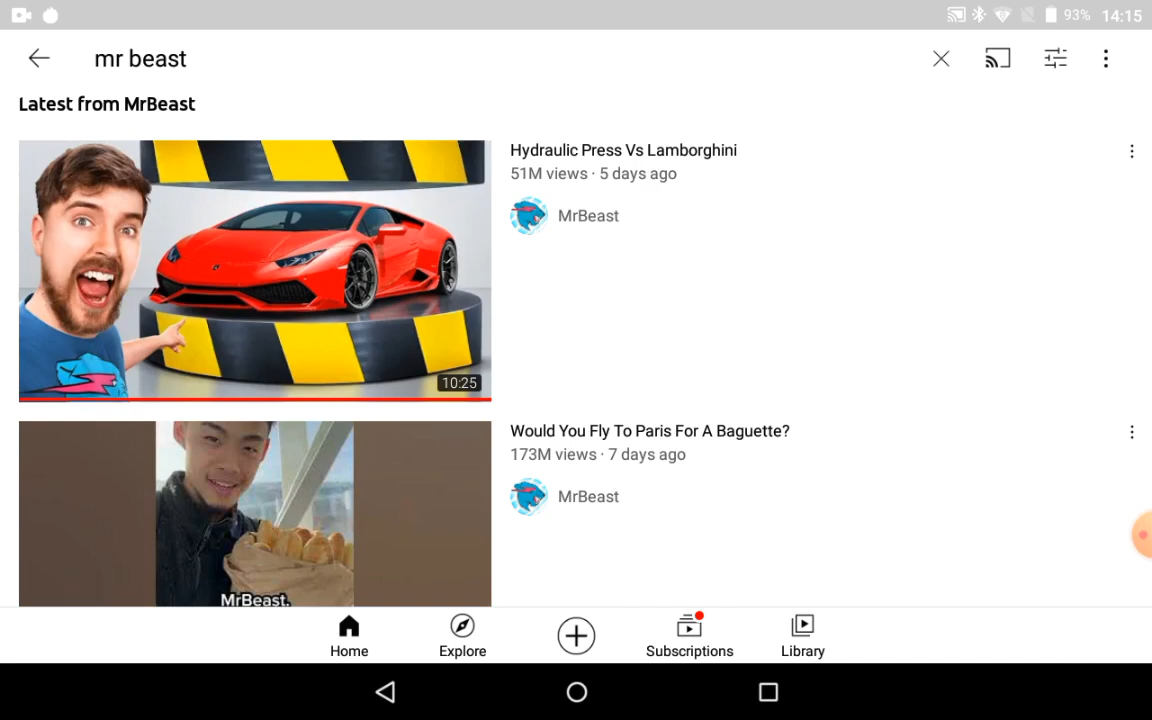 93% 14:15
mr beast
Latest from MrBeast
Hydraulic Press Vs Lamborghini
51M views · 5 days ago
MrBeast
10:25
Would You Fly To Paris For A Baguette?
173M views · 7 days ago
MrBeast
MrBeast,
Home Explore Subscriptions Library